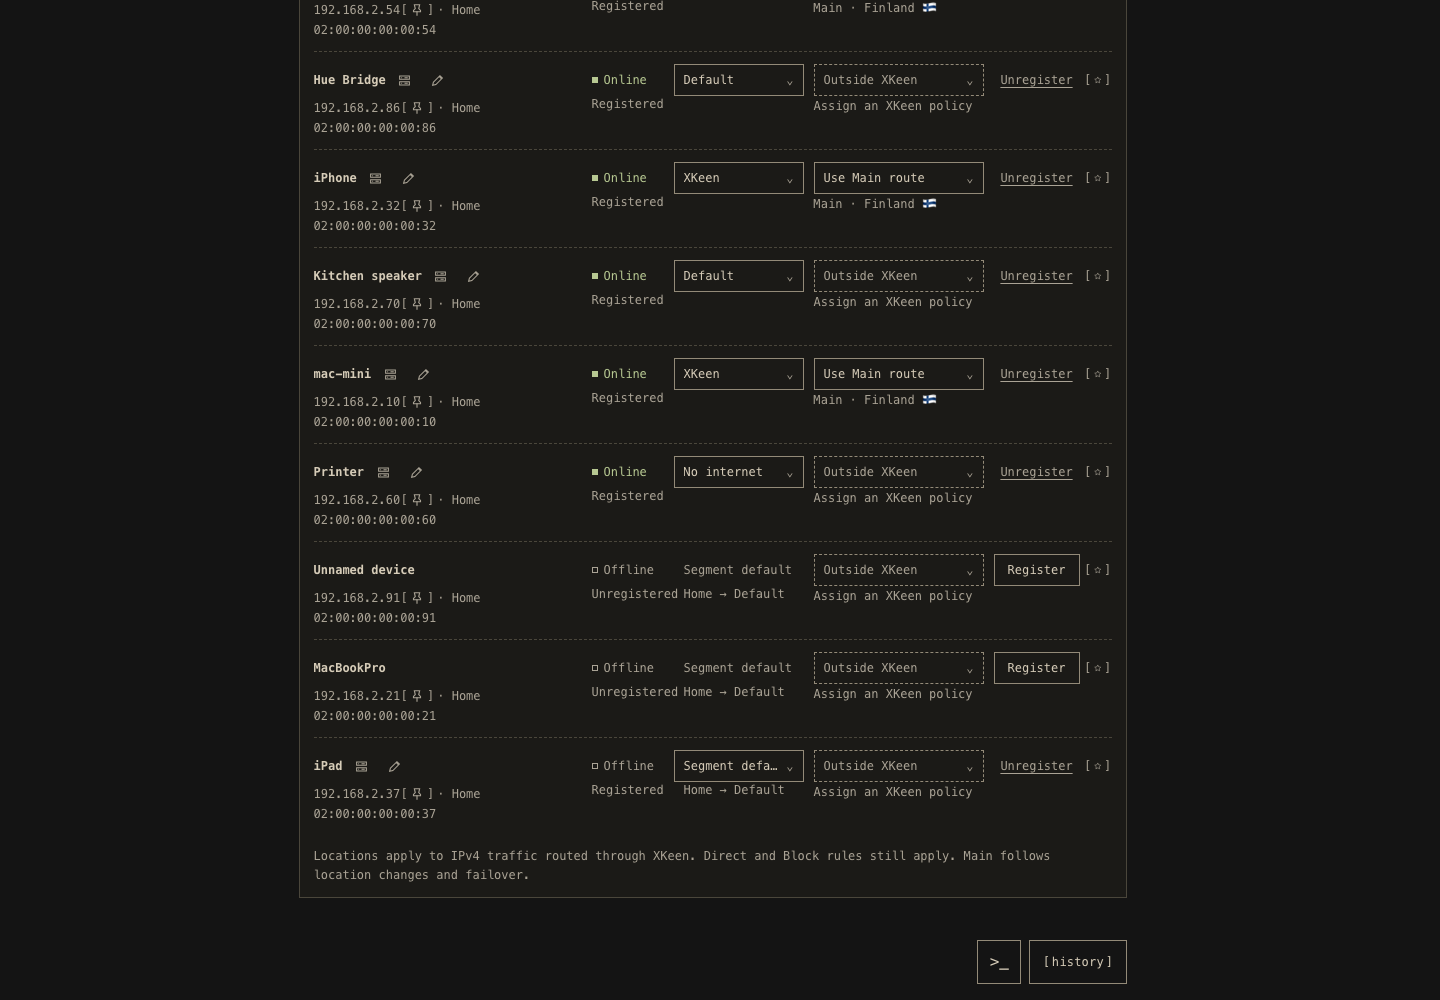 192.168.2.54[ ] · Home
Registered
Main · Finland 🇫🇮
02:00:00:00:00:54
Hue Bridge
Online
Default
Outside XKeen
Unregister
[☆]
192.168.2.86[ ] · Home
Registered
Assign an XKeen policy
02:00:00:00:00:86
iPhone
Online
XKeen
Use Main route
Unregister
[☆]
192.168.2.32[ ] · Home
Registered
Main · Finland 🇫🇮
02:00:00:00:00:32
Kitchen speaker
Online
Default
Outside XKeen
Unregister
[☆]
192.168.2.70[ ] · Home
Registered
Assign an XKeen policy
02:00:00:00:00:70
mac-mini
Online
XKeen
Use Main route
Unregister
[☆]
192.168.2.10[ ] · Home
Registered
Main · Finland 🇫🇮
02:00:00:00:00:10
Printer
Online
No internet
Outside XKeen
Unregister
[☆]
192.168.2.60[ ] · Home
Registered
Assign an XKeen policy
02:00:00:00:00:60
Unnamed device
Offline
Segment default
Outside XKeen
Register
[☆]
192.168.2.91[ ] · Home
Unregistered
Home → Default
Assign an XKeen policy
02:00:00:00:00:91
MacBookPro
Offline
Segment default
Outside XKeen
Register
[☆]
192.168.2.21[ ] · Home
Unregistered
Home → Default
Assign an XKeen policy
02:00:00:00:00:21
iPad
Offline
Segment defa…
Outside XKeen
Unregister
[☆]
192.168.2.37[ ] · Home
Registered
Home → Default
Assign an XKeen policy
02:00:00:00:00:37
Locations apply to IPv4 traffic routed through XKeen. Direct and Block rules still apply. Main follows
location changes and failover.
>_
[history]